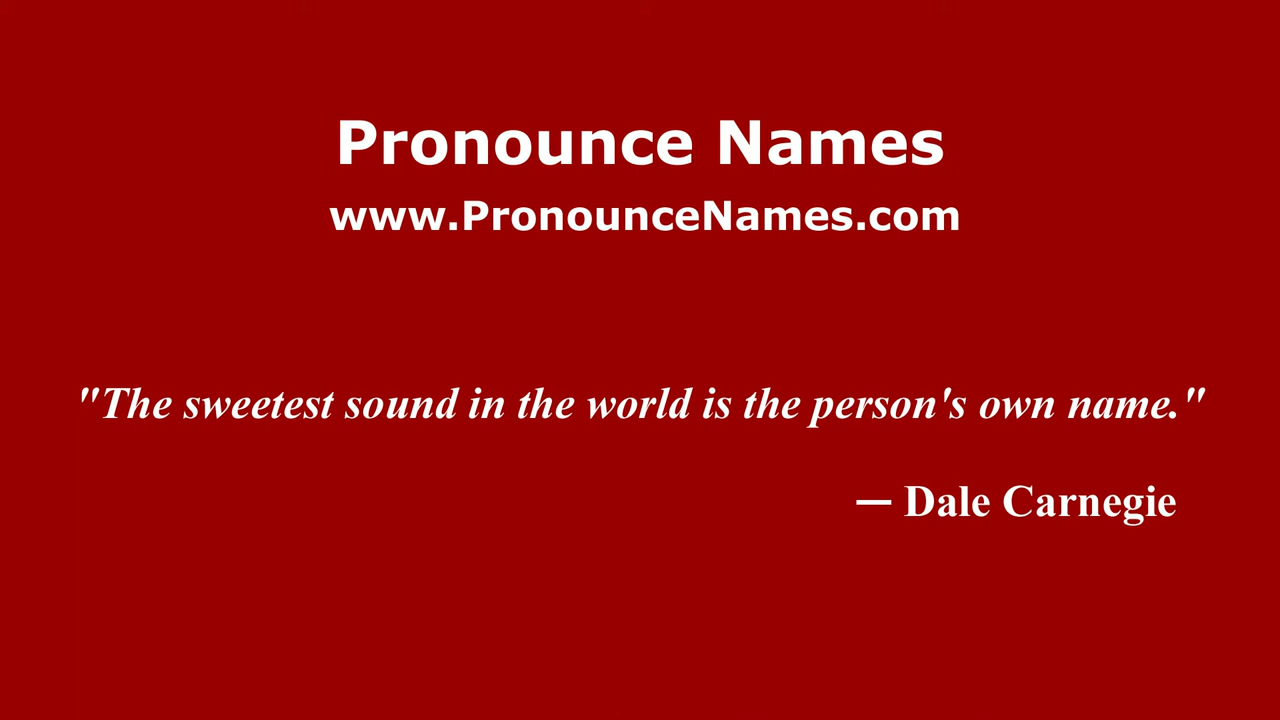 Pronounce Names
www.PronounceNames.com
"The sweetest sound in the world is the person's own name."
— Dale Carnegie